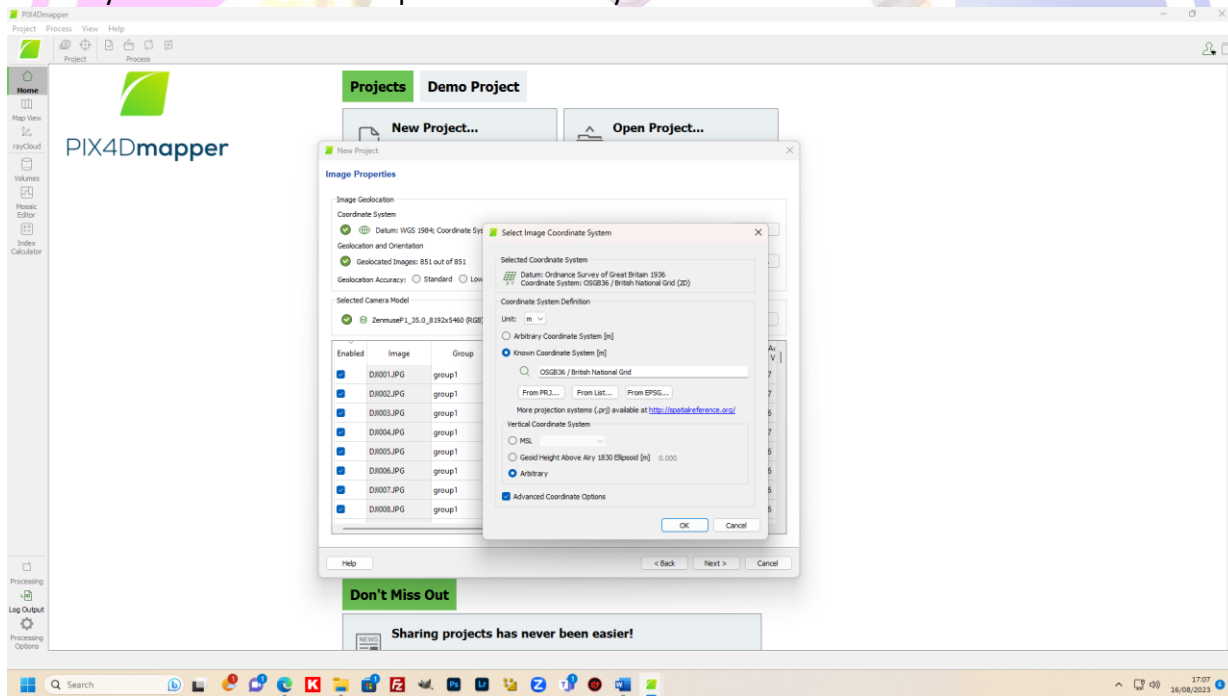 PIX4Dmapper
Project Process View Help
Project Process
Home
Map View
rayCloud
Volumes
Mosaic
Editor
Index
Calculator
Processing
Log Output
Processing
Options
PIX4Dmapper
Projects Demo Project
New Project... Open Project...
New Project
Image Properties
Image Geolocation
Coordinate System
Datum: WGS 1984; Coordinate Sys
Geolocation and Orientation
Geolocated Images: 851 out of 851
Geolocation Accuracy: Standard Low
Selected Camera Model
ZenmuseP1_35.0_8192x5460 (RGB)
Enabled Image Group
DJI001.JPG group1 7
DJI002.JPG group1 7
DJI003.JPG group1 6
DJI004.JPG group1 7
DJI005.JPG group1 6
DJI006.JPG group1 6
DJI007.JPG group1 6
DJI008.JPG group1 6
Help < Back Next > Cancel
Select Image Coordinate System
Selected Coordinate System
Datum: Ordnance Survey of Great Britain 1936
Coordinate System: OSGB36 / British National Grid (2D)
Coordinate System Definition
Unit: m
Arbitrary Coordinate System [m]
Known Coordinate System [m]
OSGB36 / British National Grid
From PRJ... From List... From EPSG...
More projection systems (.prj) available at http://spatialreference.org/
Vertical Coordinate System
MSL
Geoid Height Above Airy 1830 Ellipsoid [m] 0.000
Arbitrary
Advanced Coordinate Options
OK Cancel
Don't Miss Out
NEWS
Sharing projects has never been easier!
Search
17:07
16/08/2023